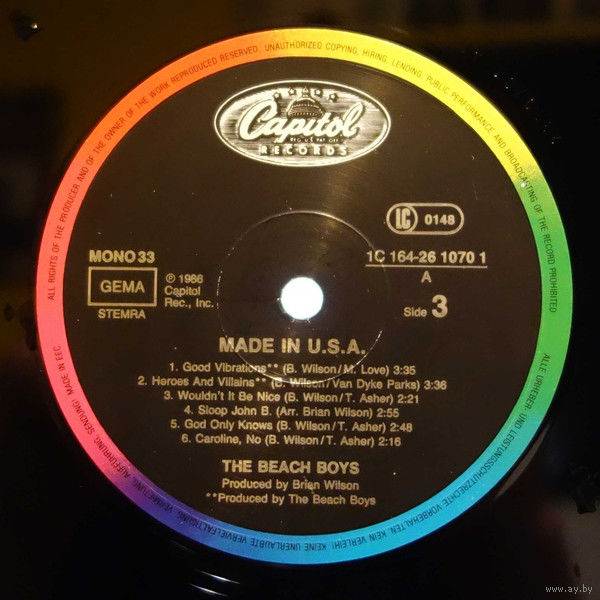 ALL RIGHTS OF THE PRODUCER AND OF THE OWNER OF THE WORK REPRODUCED RESERVED. UNAUTHORIZED COPYING, HIRING, LENDING, PUBLIC PERFORMANCE AND BROADCASTING OF THE RECORD PROHIBITED
ALLE URHEBER- UND LEISTUNGSSCHUTZRECHTE VORBEHALTEN. KEIN VERLEIH! KEINE UNERLAUBTE VERVIELFÄLTIGUNG, VERMIETUNG, AUFFÜHRUNG, SENDUNG! MADE IN EEC.
Capitol
REG. U.S. PAT. OFF.
RECORDS
LC 0148
MONO 33
1C 164-26 1070 1
GEMA
STEMRA
℗ 1986
Capitol
Rec., Inc.
A
Side 3
MADE IN U.S.A.
1. Good Vibrations** (B. Wilson/M. Love) 3:35
2. Heroes And Villains** (B. Wilson/Van Dyke Parks) 3:36
3. Wouldn't It Be Nice (B. Wilson/T. Asher) 2:21
4. Sloop John B. (Arr. Brian Wilson) 2:55
5. God Only Knows (B. Wilson/T. Asher) 2:48
6. Caroline, No (B. Wilson/T. Asher) 2:16
THE BEACH BOYS
Produced by Brian Wilson
**Produced by The Beach Boys
www.ay.by